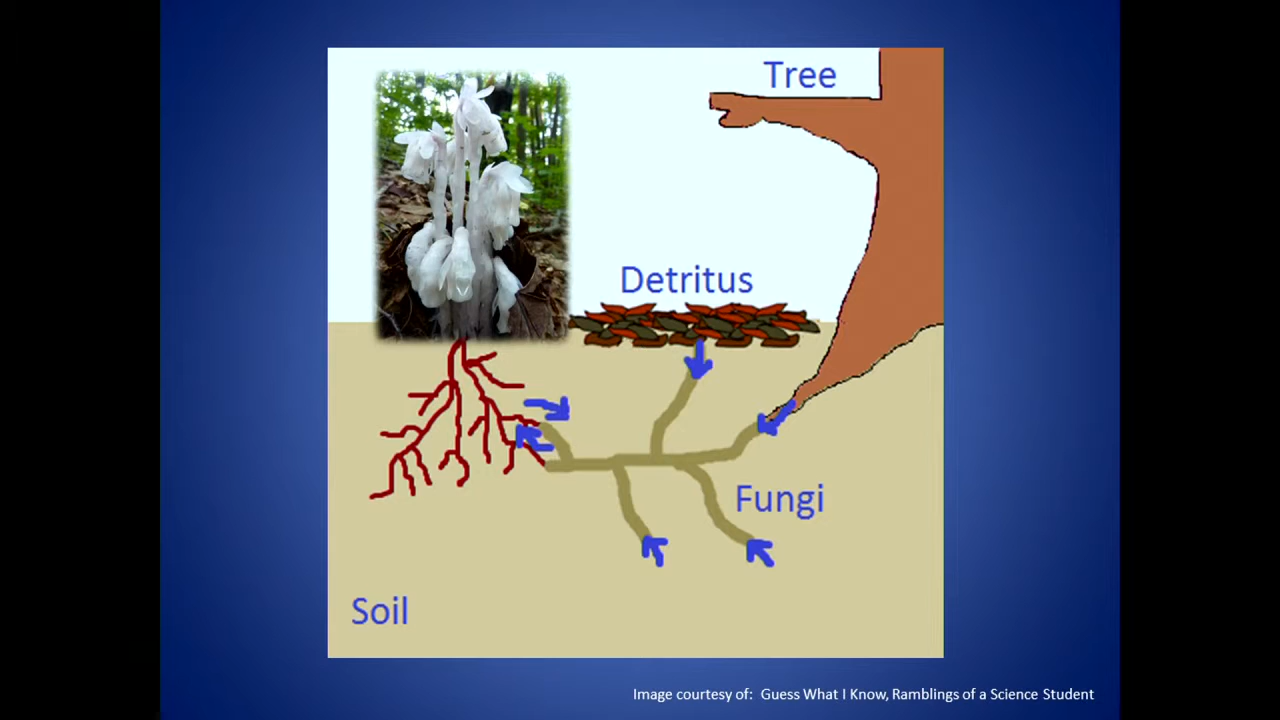 Tree
Detritus
Fungi
Soil
Image courtesy of:  Guess What I Know, Ramblings of a Science Student